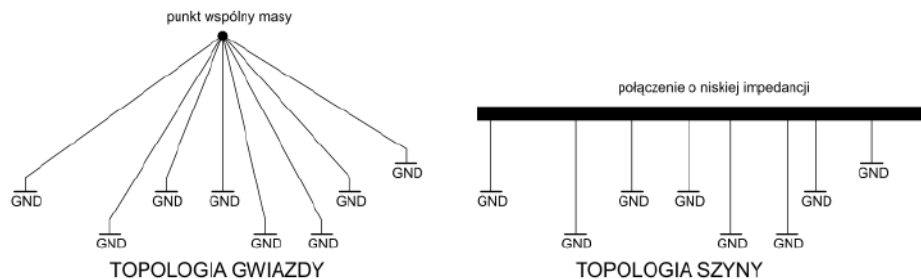 punkt wspólny masy
GND
GND
GND
GND
GND
GND
GND
GND
TOPOLOGIA GWIAZDY
połączenie o niskiej impedancji
GND
GND
GND
GND
GND
GND
GND
GND
TOPOLOGIA SZYNY